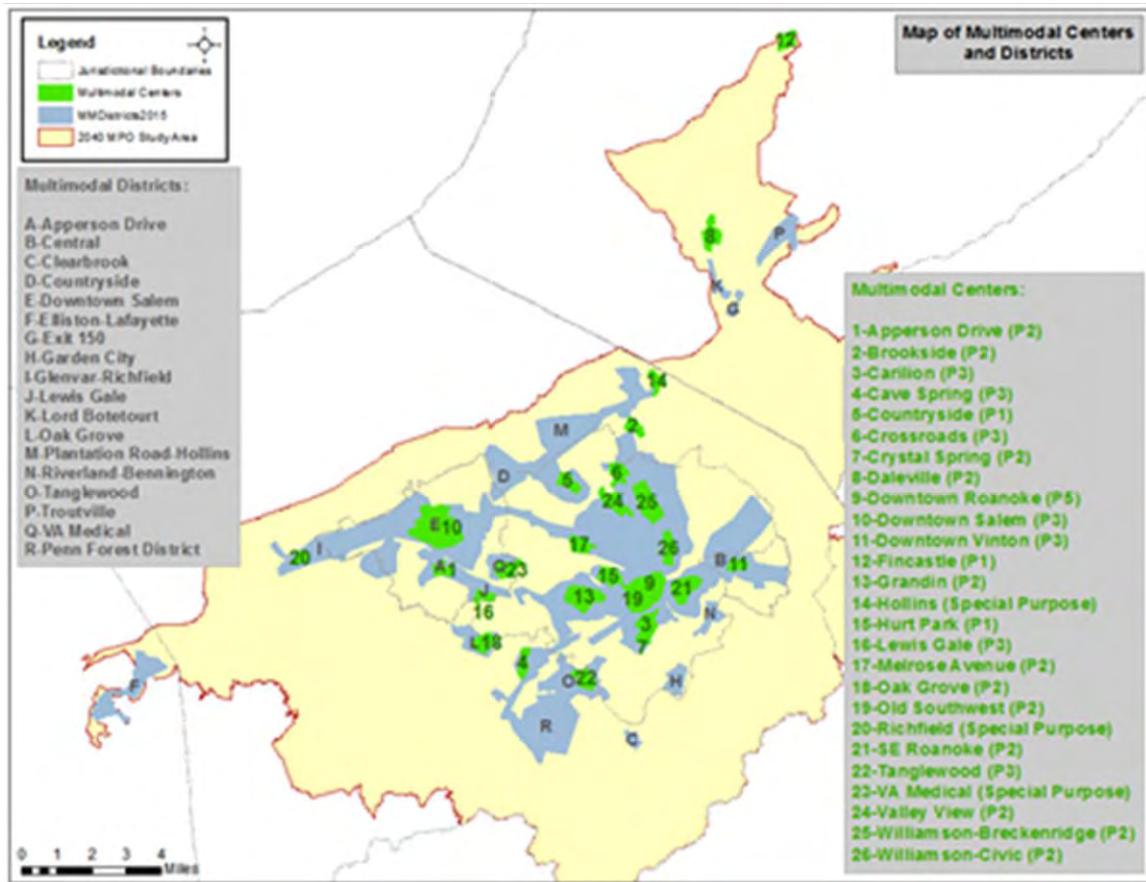 Legend
Jurisdictional Boundaries
Multimodal Centers
MMDistricts2015
2040 MPO Study Area
Map of Multimodal Centers
and Districts
Multimodal Districts:
A-Apperson Drive
B-Central
C-Clearbrook
D-Countryside
E-Downtown Salem
F-Elliston-Lafayette
G-Exit 150
H-Garden City
I-Glenvar-Richfield
J-Lewis Gale
K-Lord Botetourt
L-Oak Grove
M-Plantation Road-Hollins
N-Riverland-Bennington
O-Tanglewood
P-Troutville
Q-VA Medical
R-Penn Forest District
Multimodal Centers:
1-Apperson Drive (P2)
2-Brookside (P2)
3-Carilion (P3)
4-Cave Spring (P3)
5-Countryside (P1)
6-Crossroads (P3)
7-Crystal Spring (P2)
8-Daleville (P2)
9-Downtown Roanoke (P5)
10-Downtown Salem (P3)
11-Downtown Vinton (P3)
12-Fincastle (P1)
13-Grandin (P2)
14-Hollins (Special Purpose)
15-Hurt Park (P1)
16-Lewis Gale (P3)
17-Melrose Avenue (P2)
18-Oak Grove (P2)
19-Old Southwest (P2)
20-Richfield (Special Purpose)
21-SE Roanoke (P2)
22-Tanglewood (P3)
23-VA Medical (Special Purpose)
24-Valley View (P2)
25-Williamson-Breckenridge (P2)
26-Williamson-Civic (P2)
12
8
P
K
G
14
2
M
D
5
6
24
25
E10
20
I
17
26
B
11
A1
Q23
15
9
21
J
13
19
16
N
3
L18
7
4
O
22
H
F
R
C
0 1 2 3 4
Miles